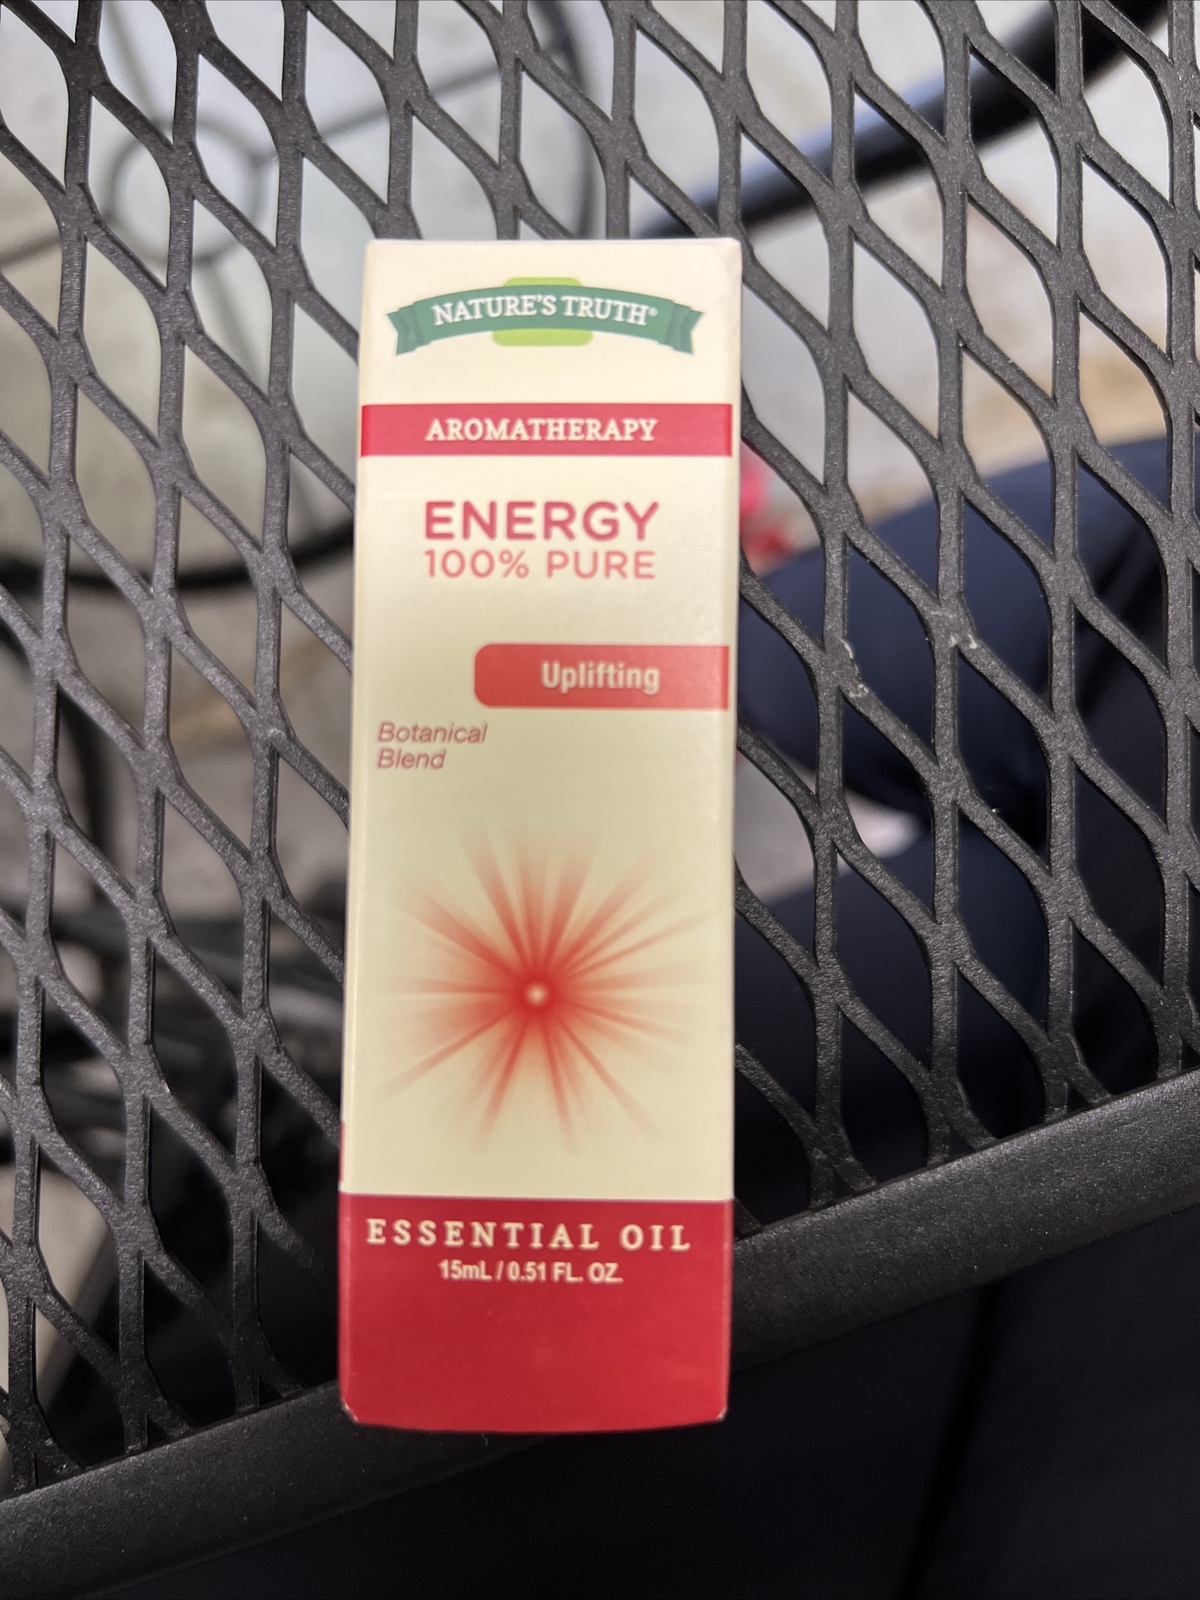 NATURE'S TRUTH®
AROMATHERAPY
ENERGY
100% PURE
Uplifting
Botanical
Blend
ESSENTIAL OIL
15mL / 0.51 FL. OZ.